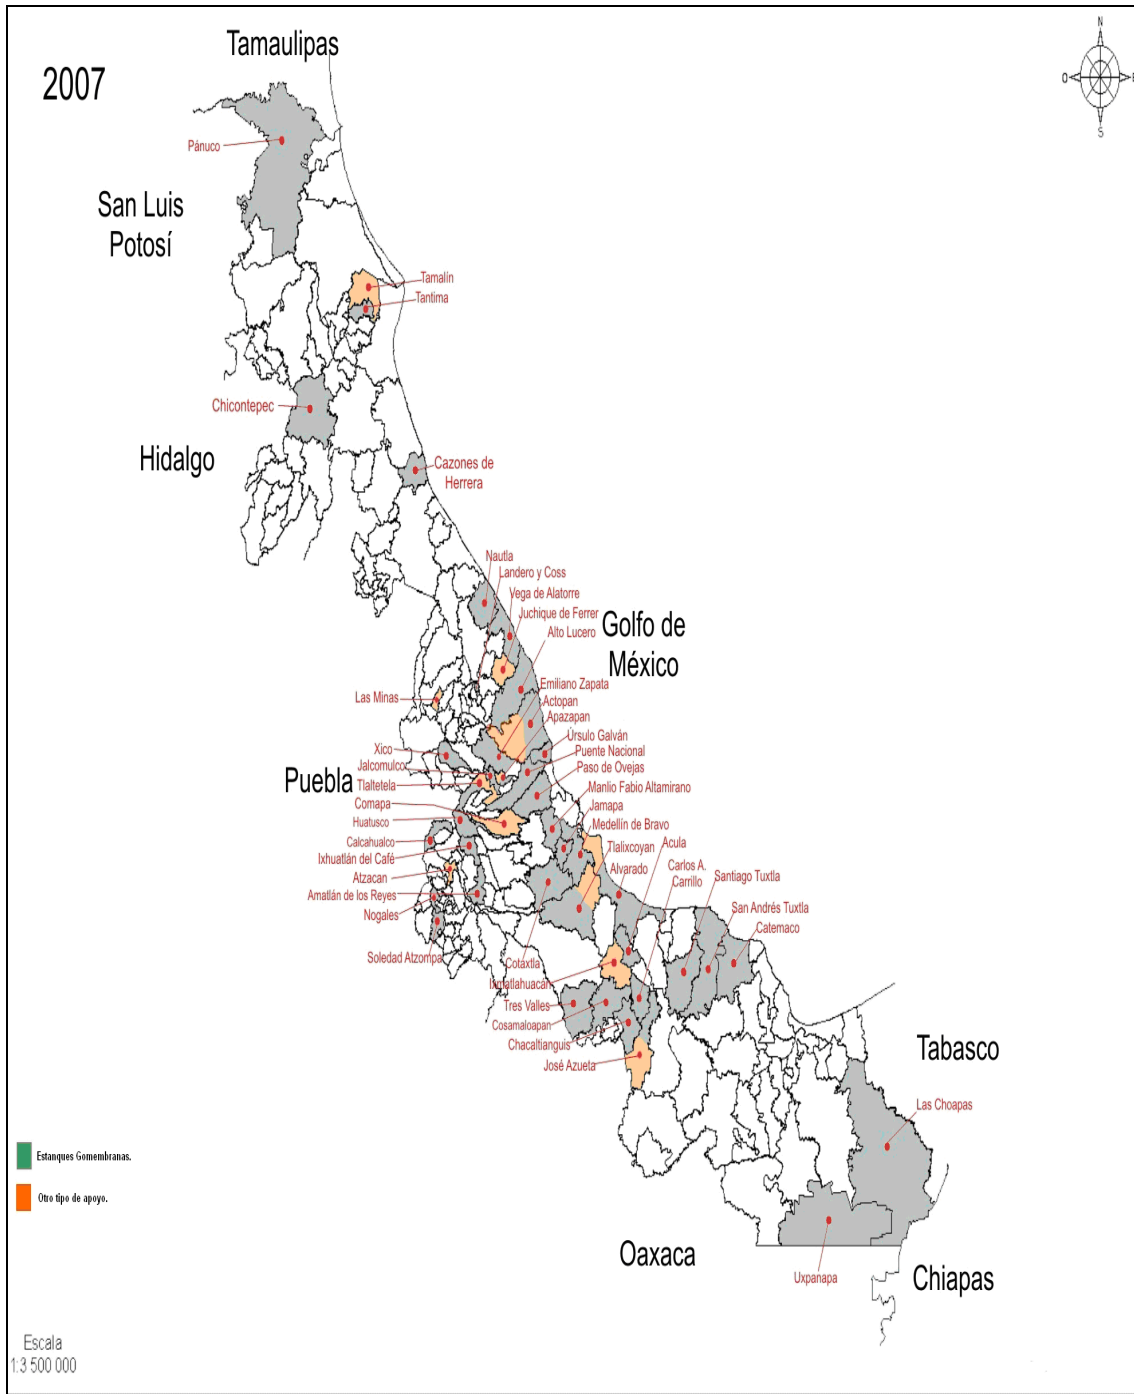 Tamaulipas
2007
N
O
E
S
Pánuco
San Luis
Potosí
Tamalín
Tantima
Chicontepec
Hidalgo
Cazones de
Herrera
Nautla
Landero y Coss
Vega de Alatorre
Juchique de Ferrer
Alto Lucero
Golfo de
México
Emiliano Zapata
Las Minas
Actopan
Apazapan
Úrsulo Galván
Xico
Puente Nacional
Jalcomulco
Paso de Ovejas
Puebla
Tlaltetela
Manlio Fabio Altamirano
Comapa
Jamapa
Huatusco
Medellín de Bravo
Calcahualco
Tlalixcoyan
Acula
Ixhuatlán del Café
Alvarado
Carlos A.
Carrillo
Atzacan
Santiago Tuxtla
Amatlán de los Reyes
San Andrés Tuxtla
Nogales
Catemaco
Soledad Atzompa
Cotaxtla
Ixmatlahuacán
Tres Valles
Cosamaloapan
Chacaltianguis
José Azueta
Tabasco
Las Choapas
Estanques Gomembranas.
Otro tipo de apoyo.
Oaxaca
Uxpanapa
Chiapas
Escala
1:3 500 000